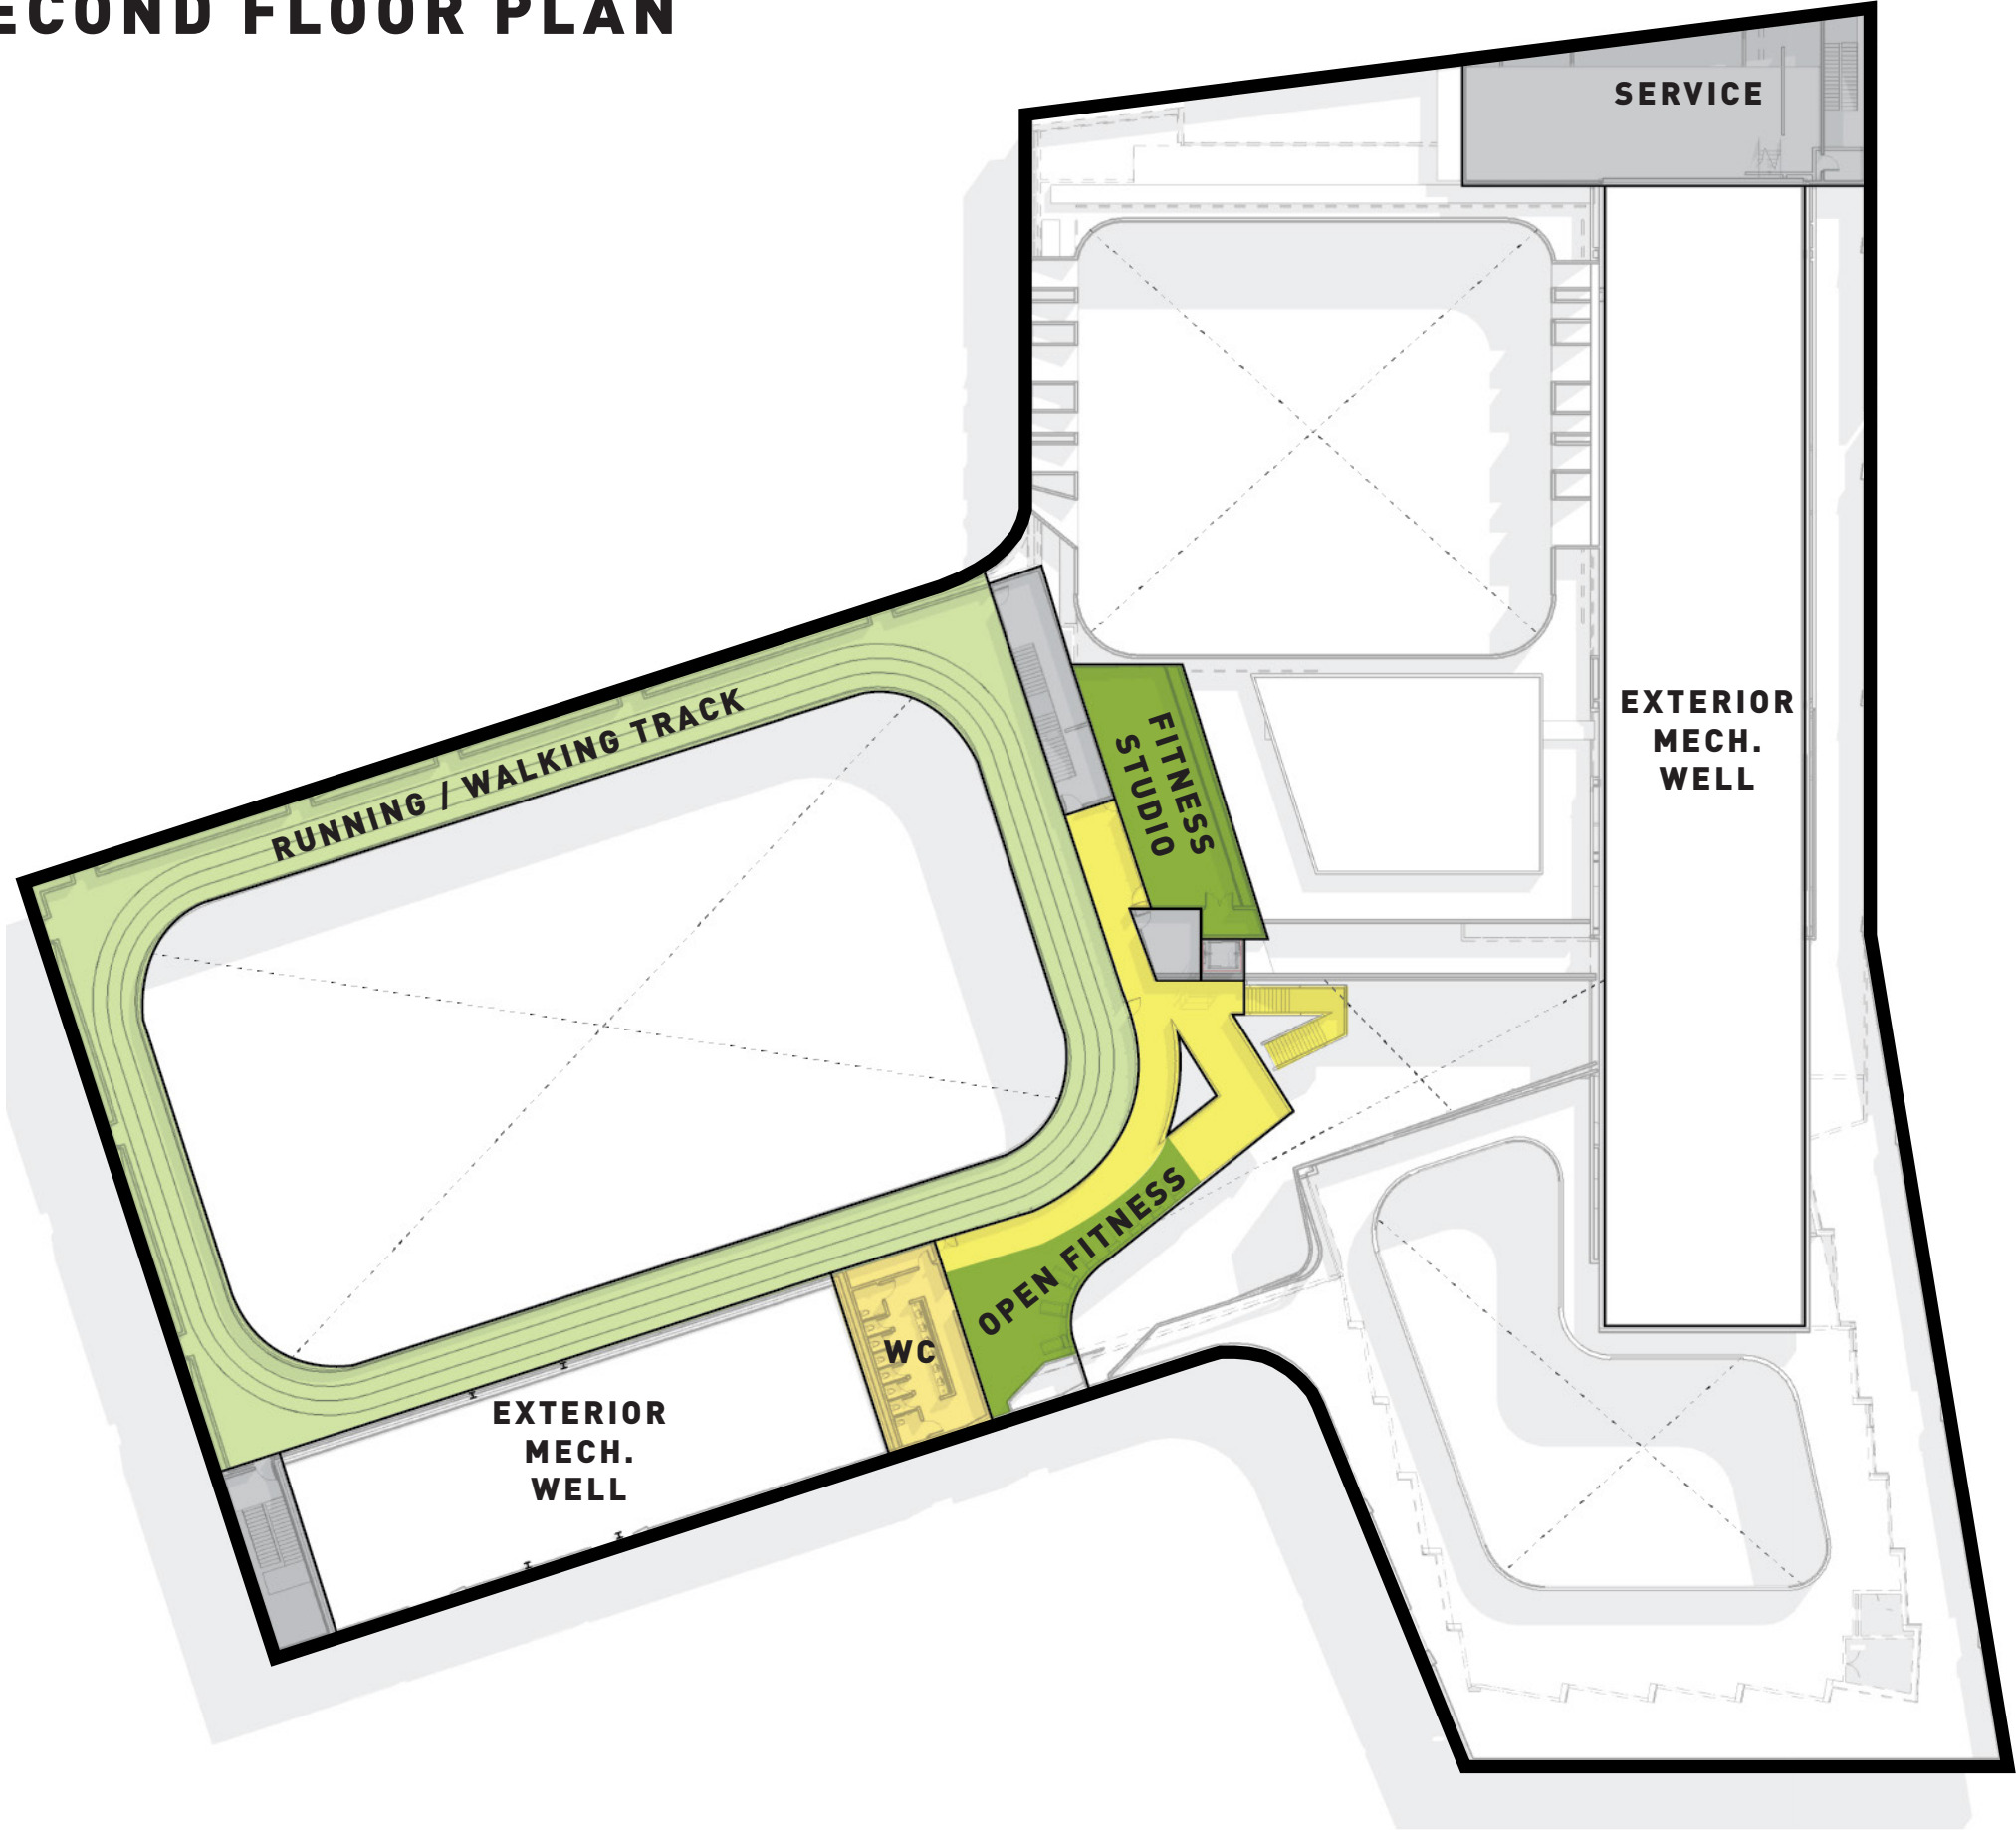 ECOND FLOOR PLAN
SERVICE
EXTERIOR
MECH.
WELL
FITNESS
STUDIO
RUNNING / WALKING TRACK
OPEN FITNESS
WC
EXTERIOR
MECH.
WELL